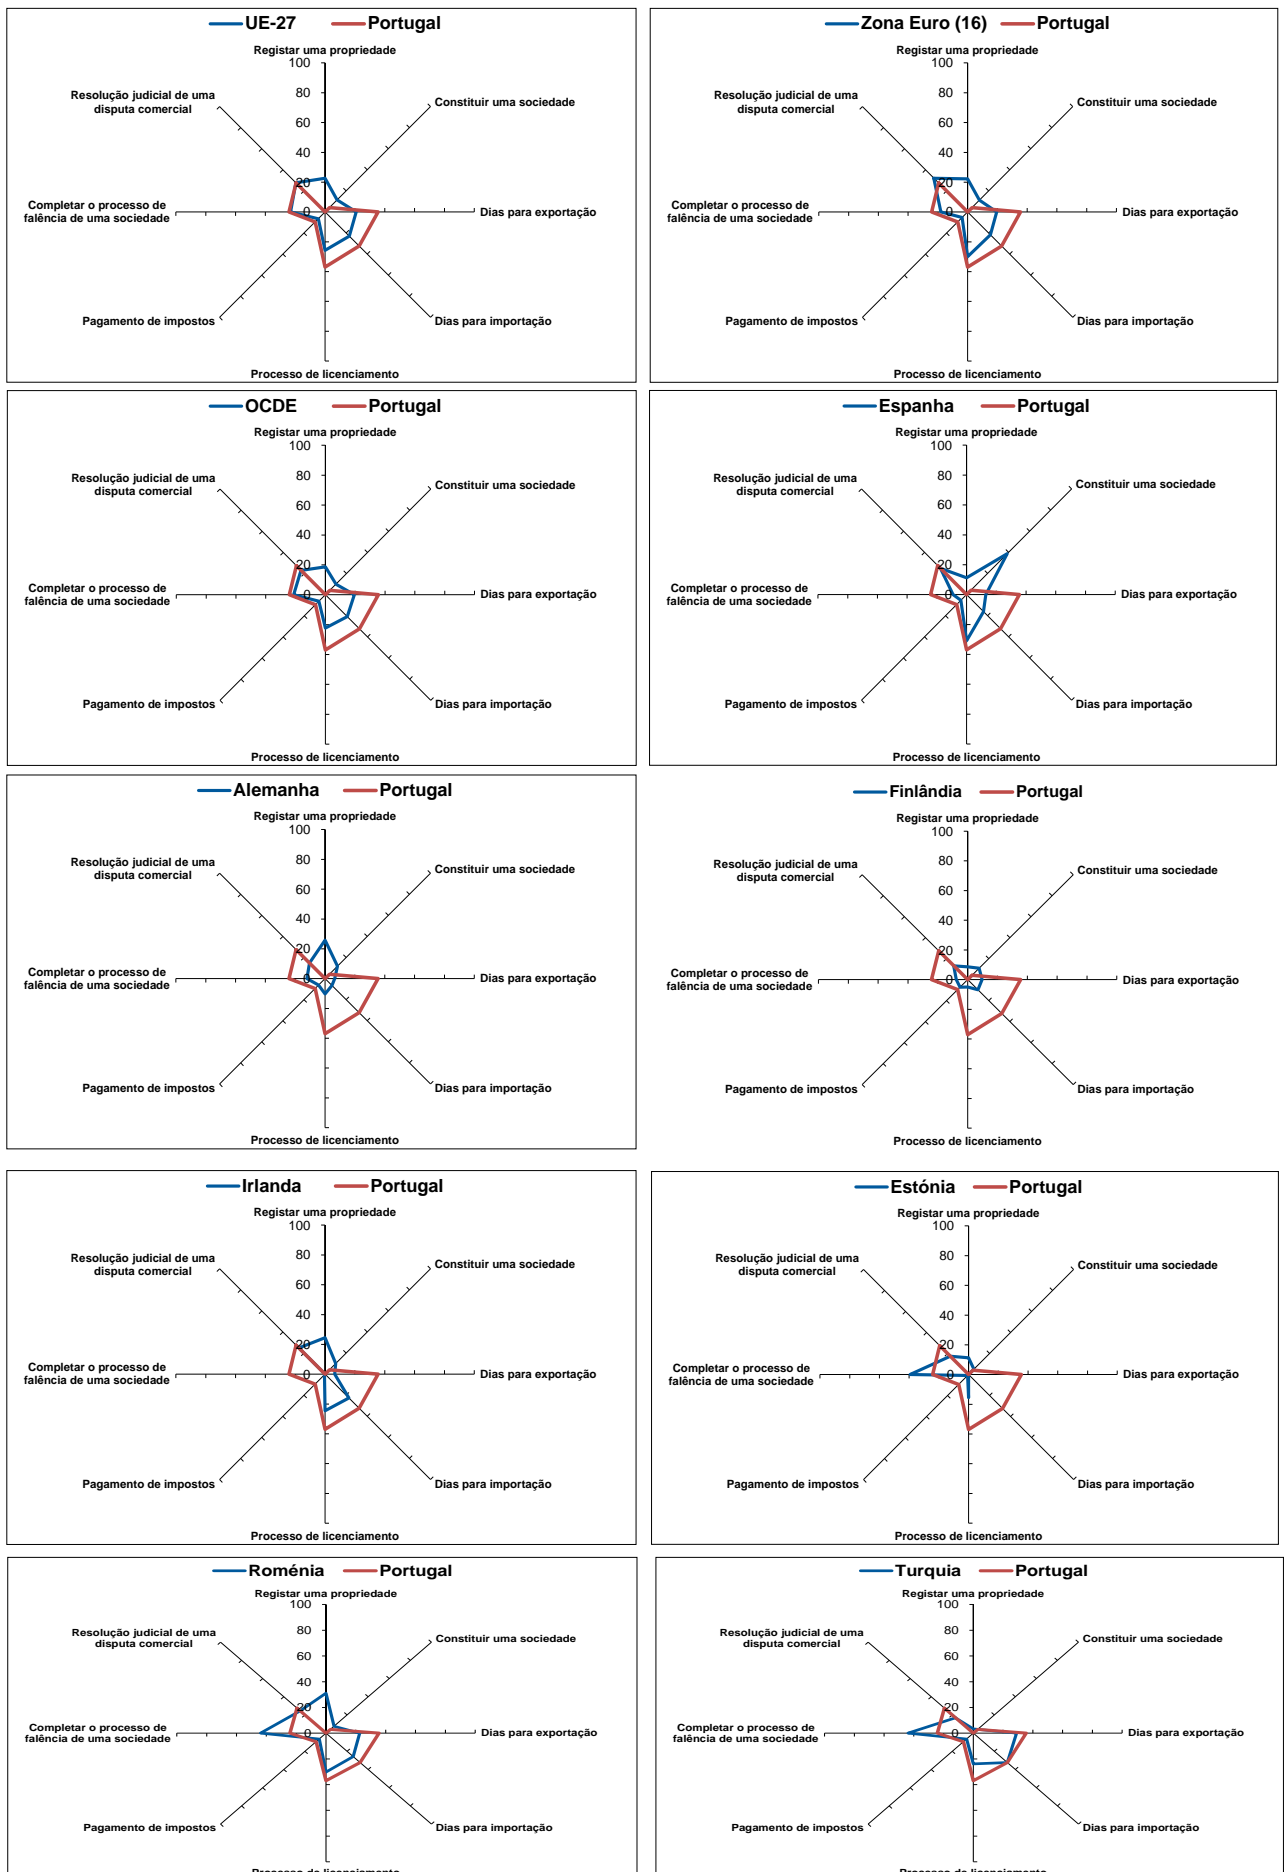 UE-27 Portugal
Registar uma propriedade
100
80
60
40
20
0
Resolução judicial de uma
disputa comercial
Constituir uma sociedade
Completar o processo de
falência de uma sociedade
Dias para exportação
Pagamento de impostos
Dias para importação
Processo de licenciamento
Zona Euro (16) Portugal
Registar uma propriedade
100
80
60
40
20
0
Resolução judicial de uma
disputa comercial
Constituir uma sociedade
Completar o processo de
falência de uma sociedade
Dias para exportação
Pagamento de impostos
Dias para importação
Processo de licenciamento
OCDE Portugal
Registar uma propriedade
100
80
60
40
20
0
Resolução judicial de uma
disputa comercial
Constituir uma sociedade
Completar o processo de
falência de uma sociedade
Dias para exportação
Pagamento de impostos
Dias para importação
Processo de licenciamento
Espanha Portugal
Registar uma propriedade
100
80
60
40
20
0
Resolução judicial de uma
disputa comercial
Constituir uma sociedade
Completar o processo de
falência de uma sociedade
Dias para exportação
Pagamento de impostos
Dias para importação
Processo de licenciamento
Alemanha Portugal
Registar uma propriedade
100
80
60
40
20
0
Resolução judicial de uma
disputa comercial
Constituir uma sociedade
Completar o processo de
falência de uma sociedade
Dias para exportação
Pagamento de impostos
Dias para importação
Processo de licenciamento
Finlândia Portugal
Registar uma propriedade
100
80
60
40
20
0
Resolução judicial de uma
disputa comercial
Constituir uma sociedade
Completar o processo de
falência de uma sociedade
Dias para exportação
Pagamento de impostos
Dias para importação
Processo de licenciamento
Irlanda Portugal
Registar uma propriedade
100
80
60
40
20
0
Resolução judicial de uma
disputa comercial
Constituir uma sociedade
Completar o processo de
falência de uma sociedade
Dias para exportação
Pagamento de impostos
Dias para importação
Processo de licenciamento
Estónia Portugal
Registar uma propriedade
100
80
60
40
20
0
Resolução judicial de uma
disputa comercial
Constituir uma sociedade
Completar o processo de
falência de uma sociedade
Dias para exportação
Pagamento de impostos
Dias para importação
Processo de licenciamento
Roménia Portugal
Registar uma propriedade
100
80
60
40
20
0
Resolução judicial de uma
disputa comercial
Constituir uma sociedade
Completar o processo de
falência de uma sociedade
Dias para exportação
Pagamento de impostos
Dias para importação
Processo de licenciamento
Turquia Portugal
Registar uma propriedade
100
80
60
40
20
0
Resolução judicial de uma
disputa comercial
Constituir uma sociedade
Completar o processo de
falência de uma sociedade
Dias para exportação
Pagamento de impostos
Dias para importação
Processo de licenciamento